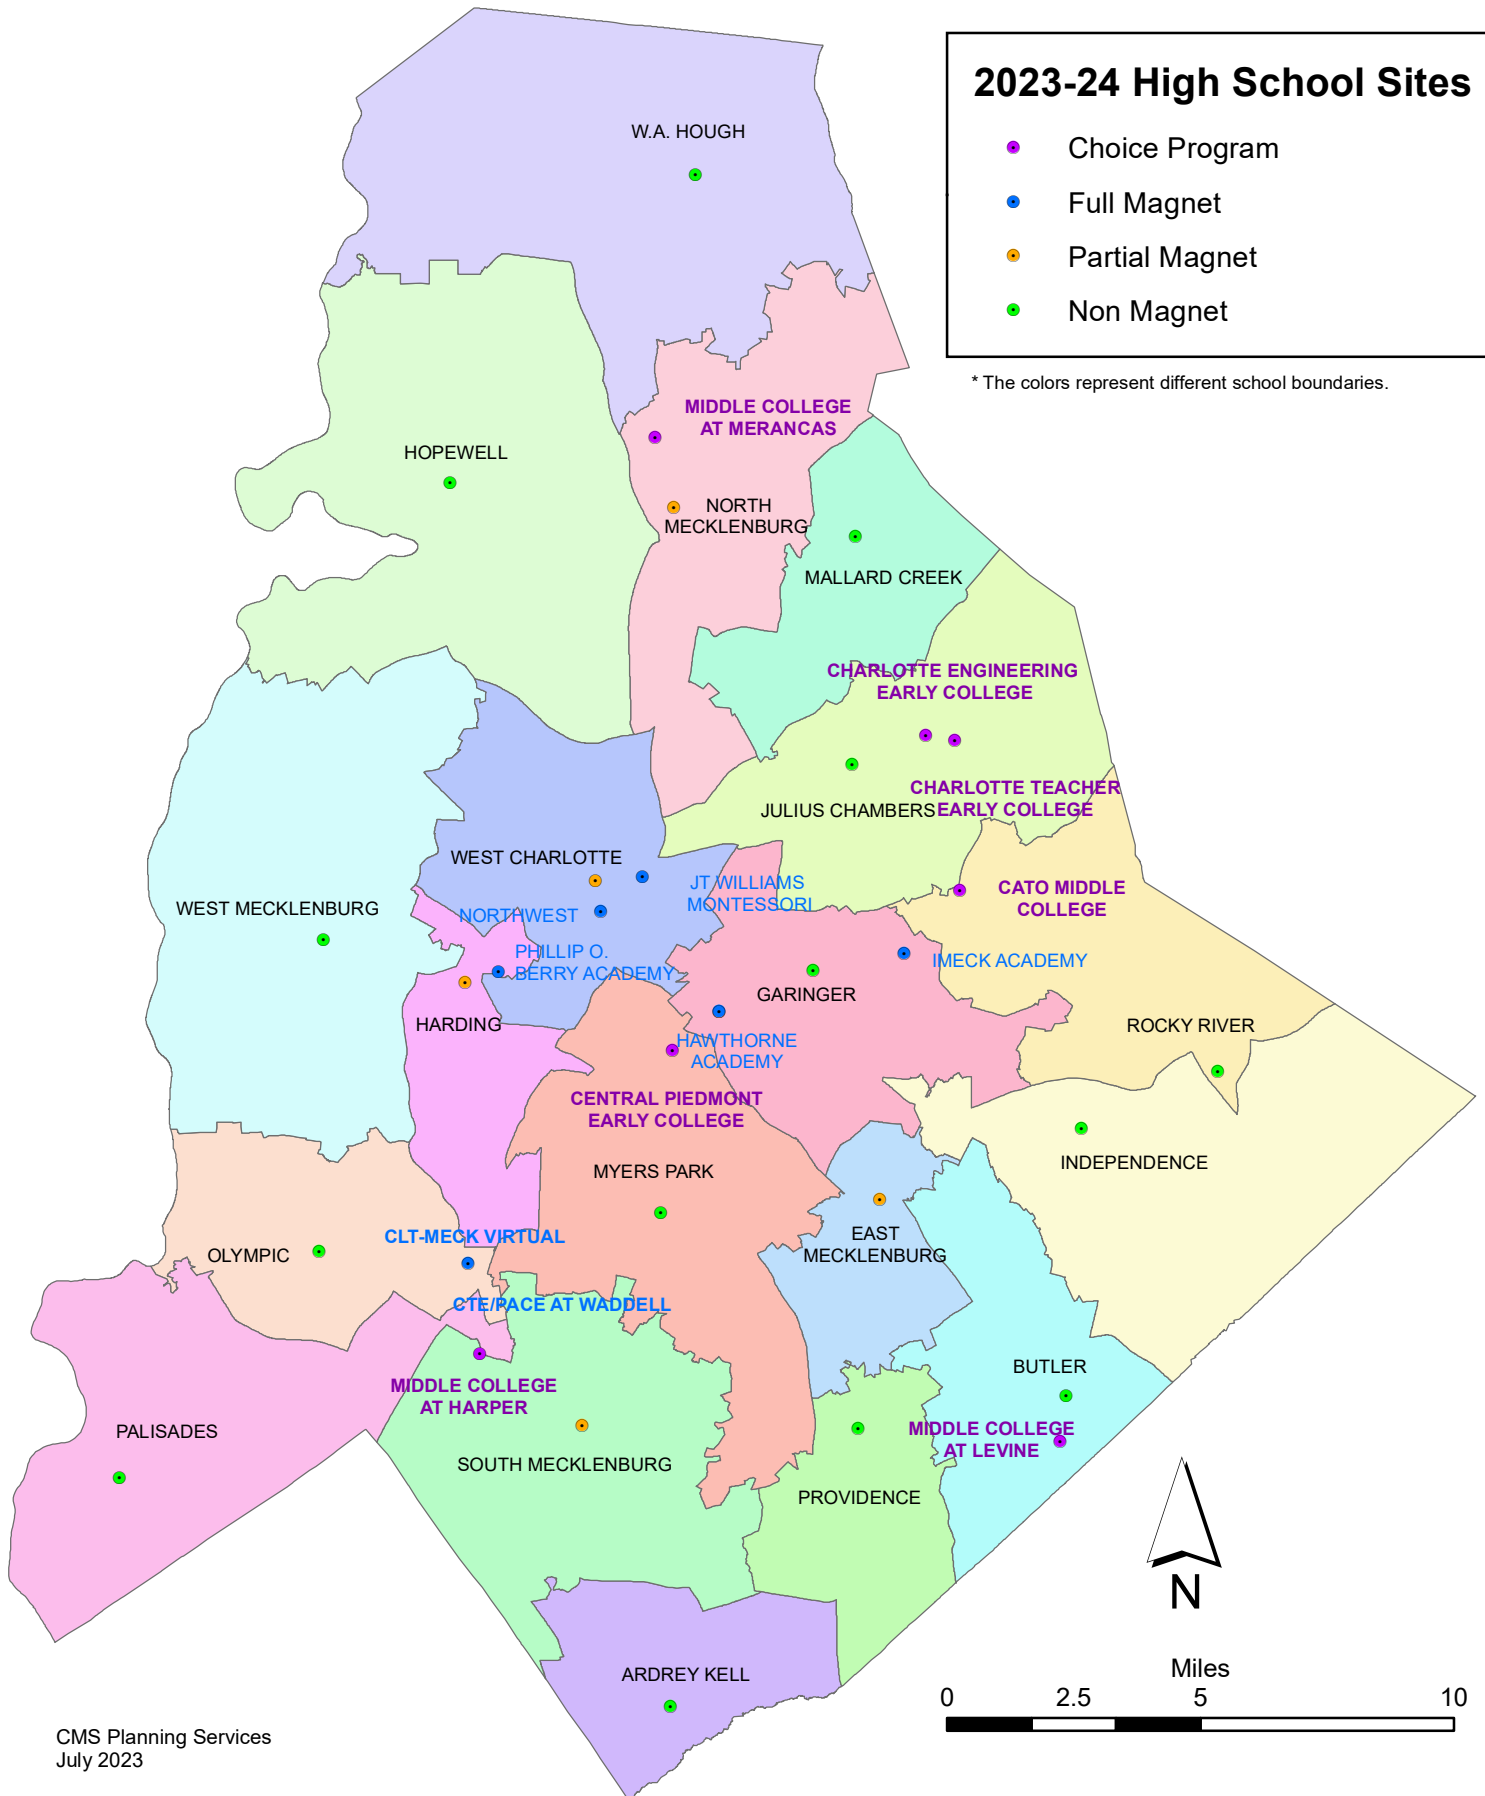 2023-24 High School Sites
Choice Program
Full Magnet
Partial Magnet
Non Magnet
* The colors represent different school boundaries.
W.A. HOUGH
MIDDLE COLLEGE
AT MERANCAS
HOPEWELL
NORTH
MECKLENBURG
MALLARD CREEK
CHARLOTTE ENGINEERING
EARLY COLLEGE
CHARLOTTE TEACHER
EARLY COLLEGE
JULIUS CHAMBERS
WEST CHARLOTTE
JT WILLIAMS
MONTESSORI
CATO MIDDLE
COLLEGE
WEST MECKLENBURG
NORTHWEST
PHILLIP O.
BERRY ACADEMY
IMECK ACADEMY
GARINGER
HARDING
ROCKY RIVER
HAWTHORNE
ACADEMY
CENTRAL PIEDMONT
EARLY COLLEGE
MYERS PARK
INDEPENDENCE
CLT-MECK VIRTUAL
EAST
MECKLENBURG
OLYMPIC
CTE/PACE AT WADDELL
BUTLER
MIDDLE COLLEGE
AT HARPER
PALISADES
MIDDLE COLLEGE
AT LEVINE
SOUTH MECKLENBURG
PROVIDENCE
N
ARDREY KELL
Miles
0 2.5 5 10
CMS Planning Services
July 2023